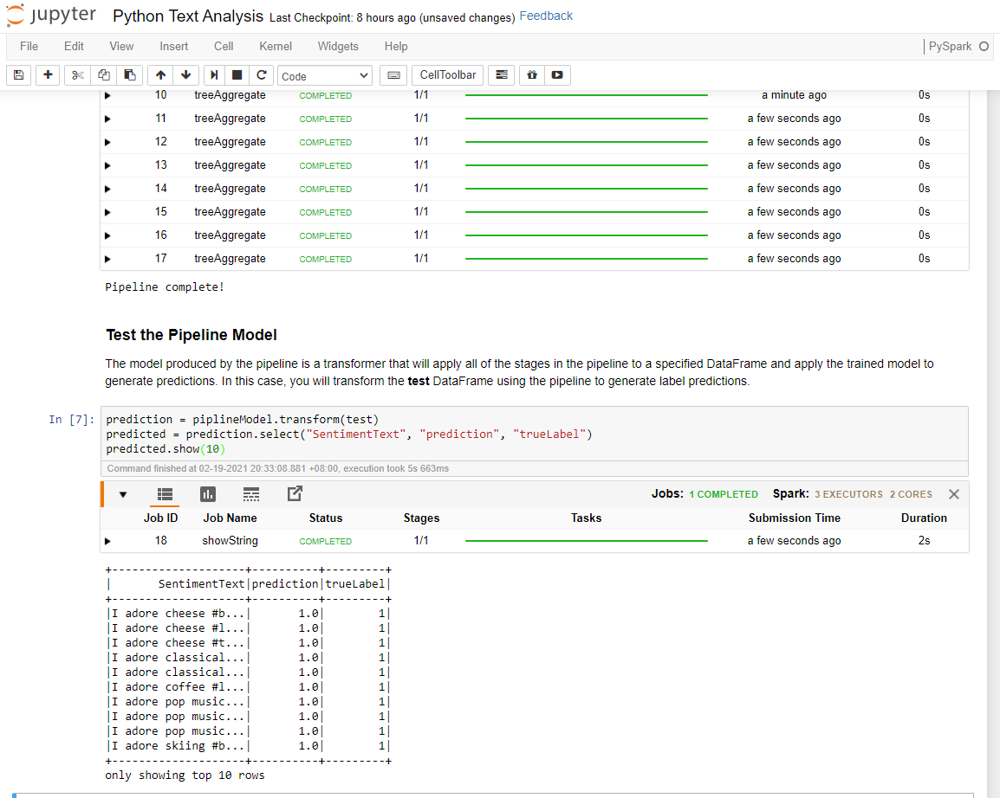 jupyter Python Text Analysis Last Checkpoint: 8 hours ago (unsaved changes) Feedback
File Edit View Insert Cell Kernel Widgets Help PySpark
Code CellToolbar
10 treeAggregate COMPLETED 1/1 a minute ago 0s
11 treeAggregate COMPLETED 1/1 a few seconds ago 0s
12 treeAggregate COMPLETED 1/1 a few seconds ago 0s
13 treeAggregate COMPLETED 1/1 a few seconds ago 0s
14 treeAggregate COMPLETED 1/1 a few seconds ago 0s
15 treeAggregate COMPLETED 1/1 a few seconds ago 0s
16 treeAggregate COMPLETED 1/1 a few seconds ago 0s
17 treeAggregate COMPLETED 1/1 a few seconds ago 0s
Pipeline complete!
Test the Pipeline Model
The model produced by the pipeline is a transformer that will apply all of the stages in the pipeline to a specified DataFrame and apply the trained model to
generate predictions. In this case, you will transform the test DataFrame using the pipeline to generate label predictions.
In [7]: prediction = piplineModel.transform(test)
predicted = prediction.select("SentimentText", "prediction", "trueLabel")
predicted.show(10)
Command finished at 02-19-2021 20:33:08.881 +08:00, execution took 5s 663ms
Jobs: 1 COMPLETED Spark: 3 EXECUTORS 2 CORES
Job ID Job Name Status Stages Tasks Submission Time Duration
18 showString COMPLETED 1/1 a few seconds ago 2s
+--------------------+----------+---------+
|       SentimentText|prediction|trueLabel|
+--------------------+----------+---------+
|I adore cheese #b...|       1.0|        1|
|I adore cheese #l...|       1.0|        1|
|I adore cheese #t...|       1.0|        1|
|I adore classical...|       1.0|        1|
|I adore classical...|       1.0|        1|
|I adore coffee #l...|       1.0|        1|
|I adore pop music...|       1.0|        1|
|I adore pop music...|       1.0|        1|
|I adore pop music...|       1.0|        1|
|I adore skiing #b...|       1.0|        1|
+--------------------+----------+---------+
only showing top 10 rows